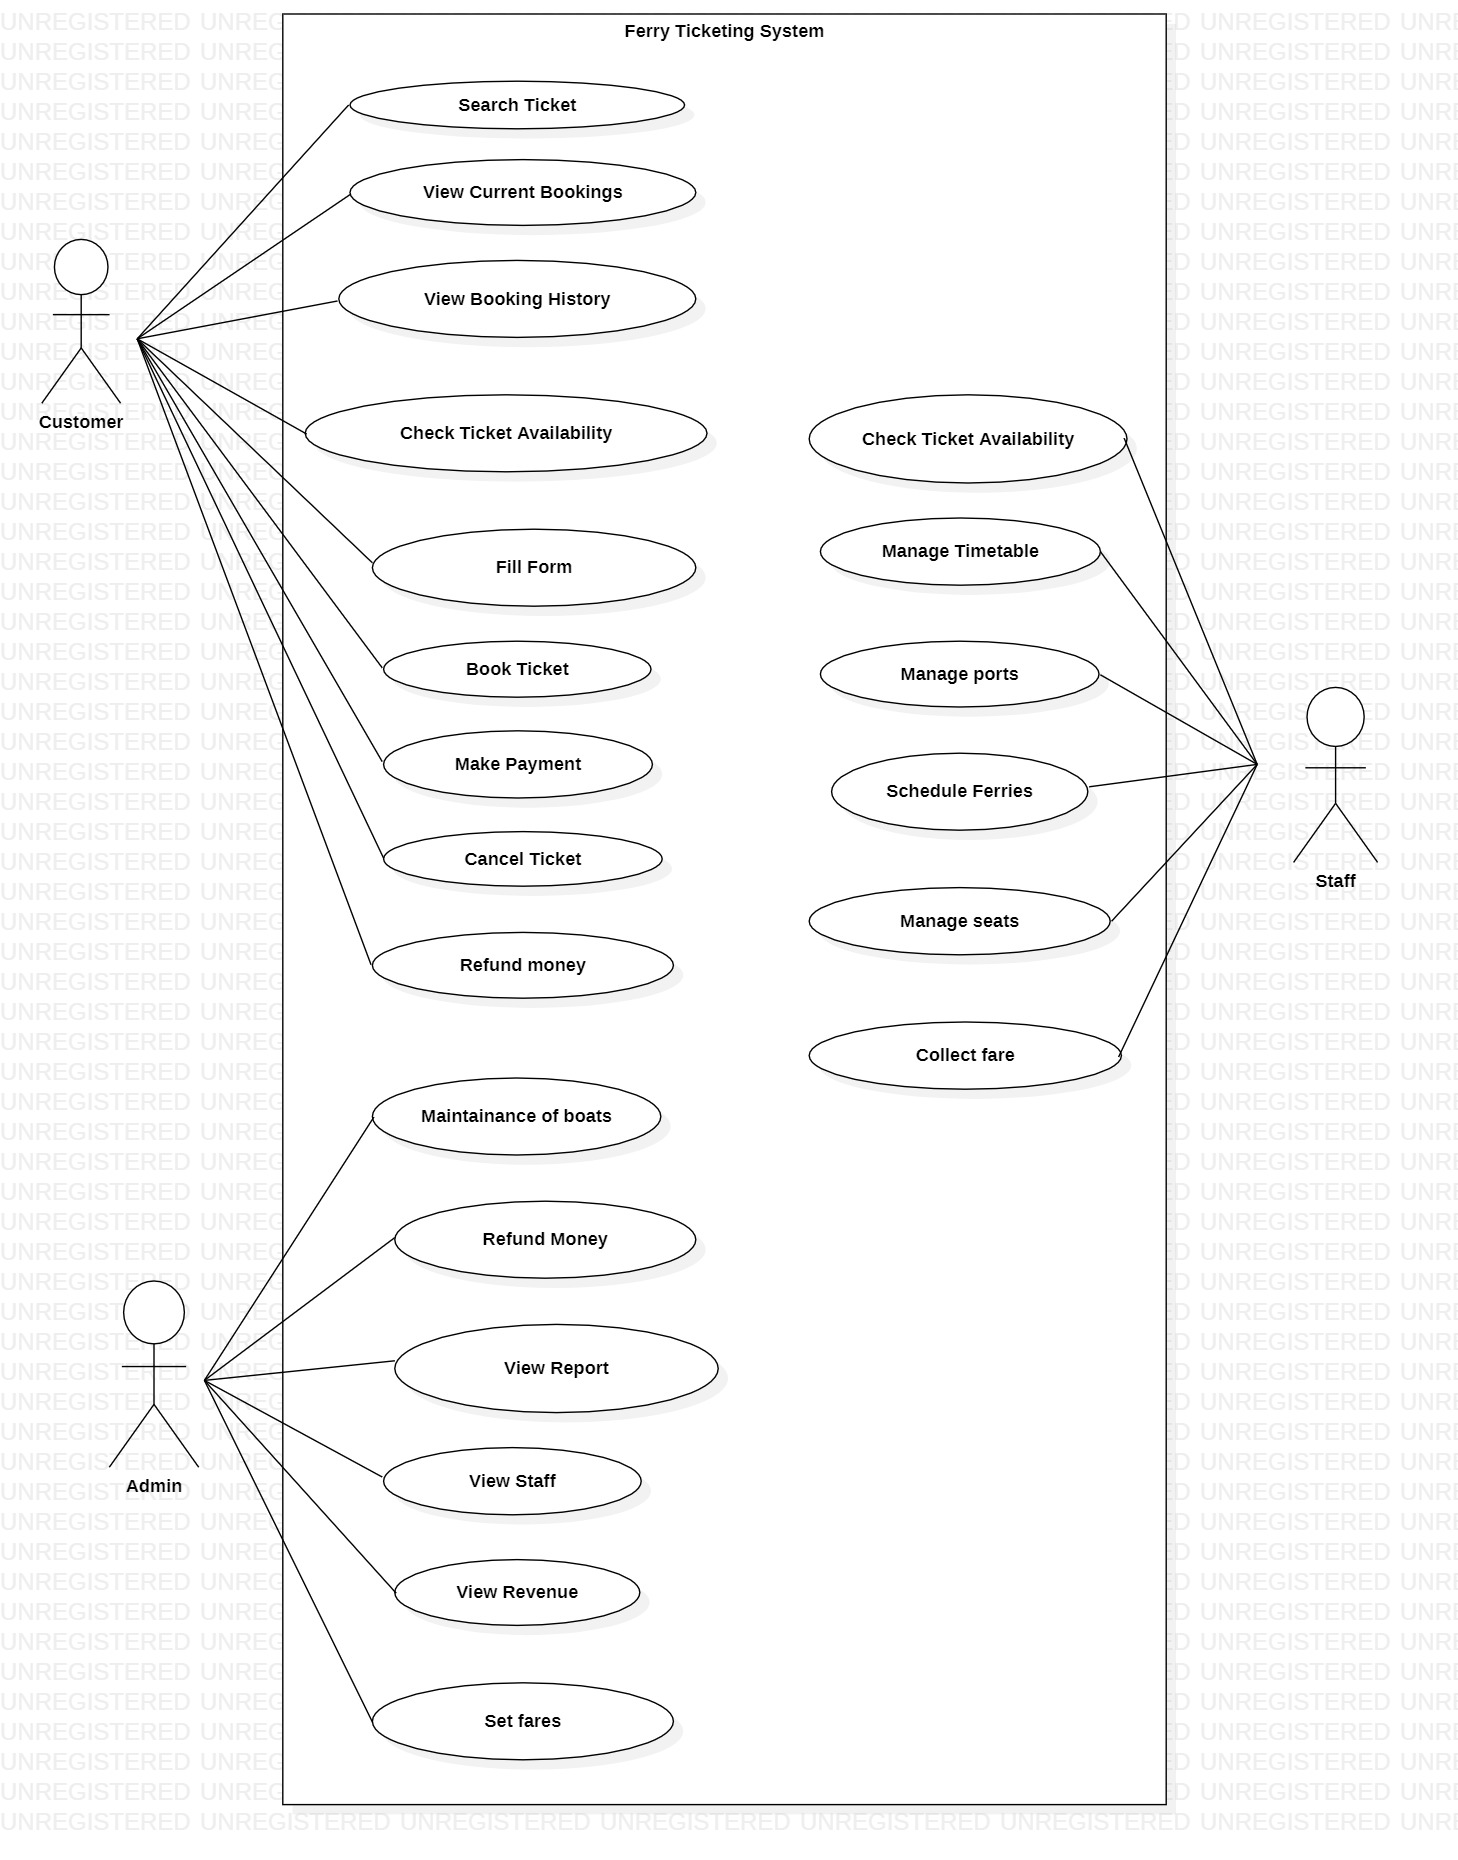 Ferry Ticketing System
Search Ticket
View Current Bookings
View Booking History
Customer
Check Ticket Availability
Check Ticket Availability
Manage Timetable
Fill Form
Book Ticket
Manage ports
Make Payment
Schedule Ferries
Cancel Ticket
Staff
Manage seats
Refund money
Collect fare
Maintainance of boats
Refund Money
View Report
View Staff
Admin
View Revenue
Set fares
UNREGISTERED UNREGISTERED UNREGISTERED UNREGISTERED UNREGISTERED UNREGISTERED UNREGISTERED UNRE